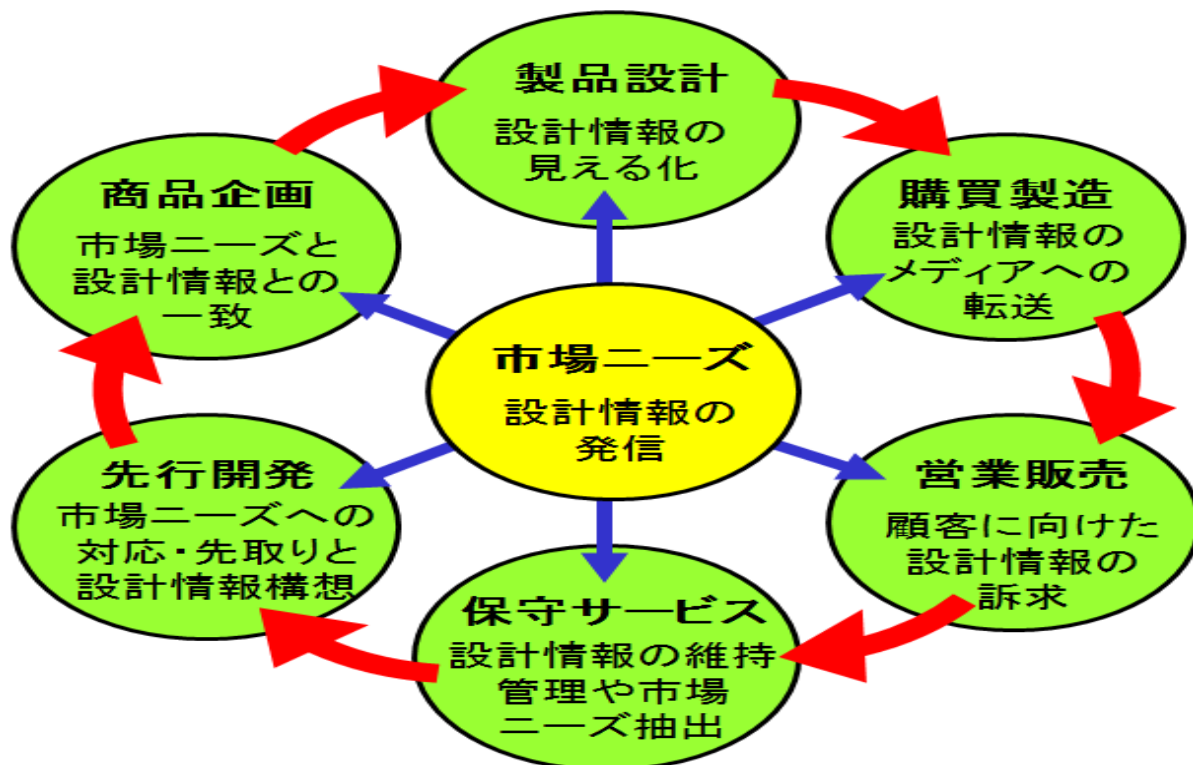 製品設計
設計情報の
見える化
購買製造
設計情報の
メディアへの
転送
営業販売
顧客に向けた
設計情報の
訴求
保守サービス
設計情報の維持
管理や市場
ニーズ抽出
先行開発
市場ニーズへの
対応・先取りと
設計情報構想
商品企画
市場ニーズと
設計情報との
一致
市場ニーズ
設計情報の
発信